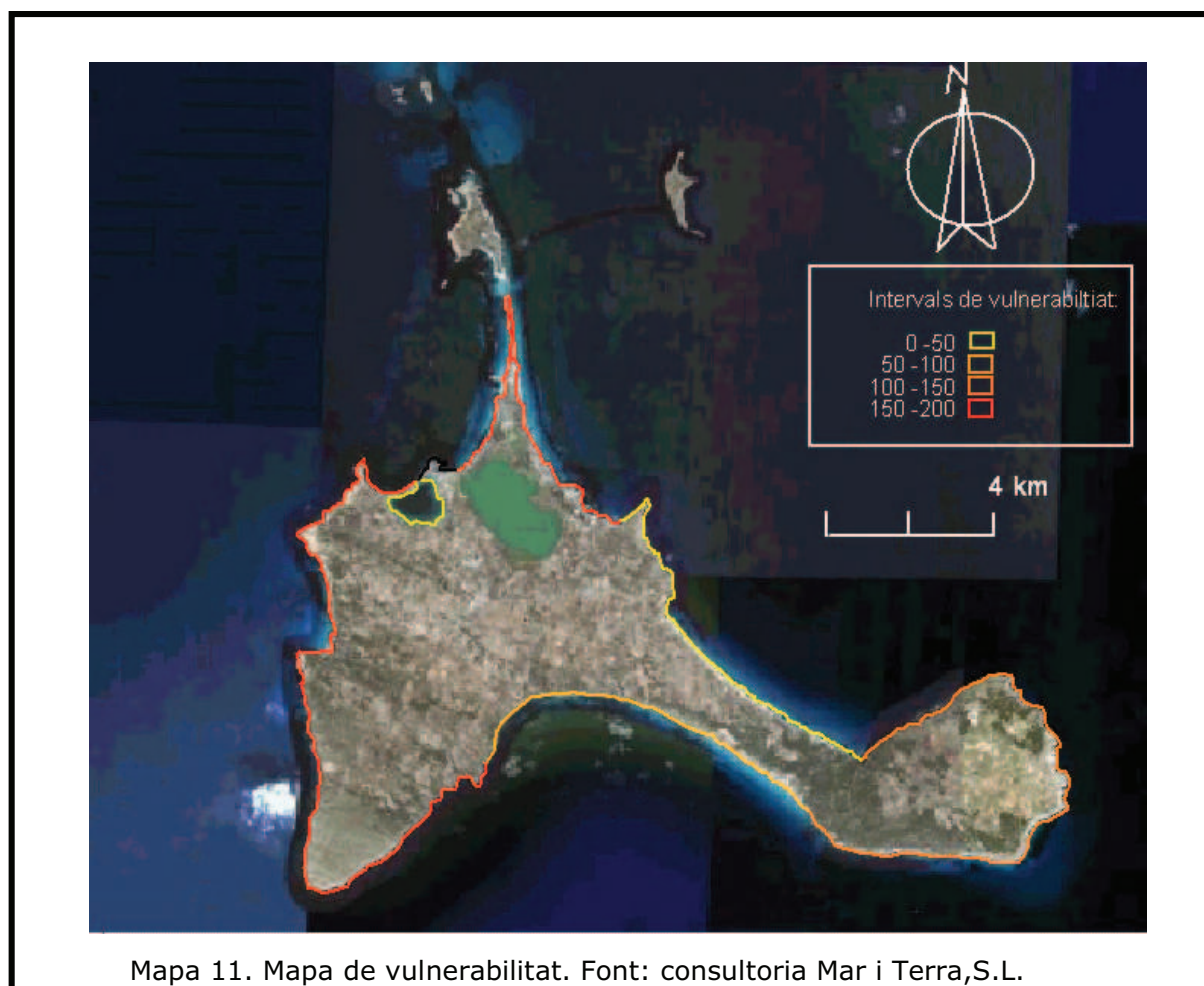 N
Intervals de vulnerabiltiat:
0 -50
50 -100
100 -150
150 -200
4 km
Mapa 11. Mapa de vulnerabilitat. Font: consultoria Mar i Terra,S.L.